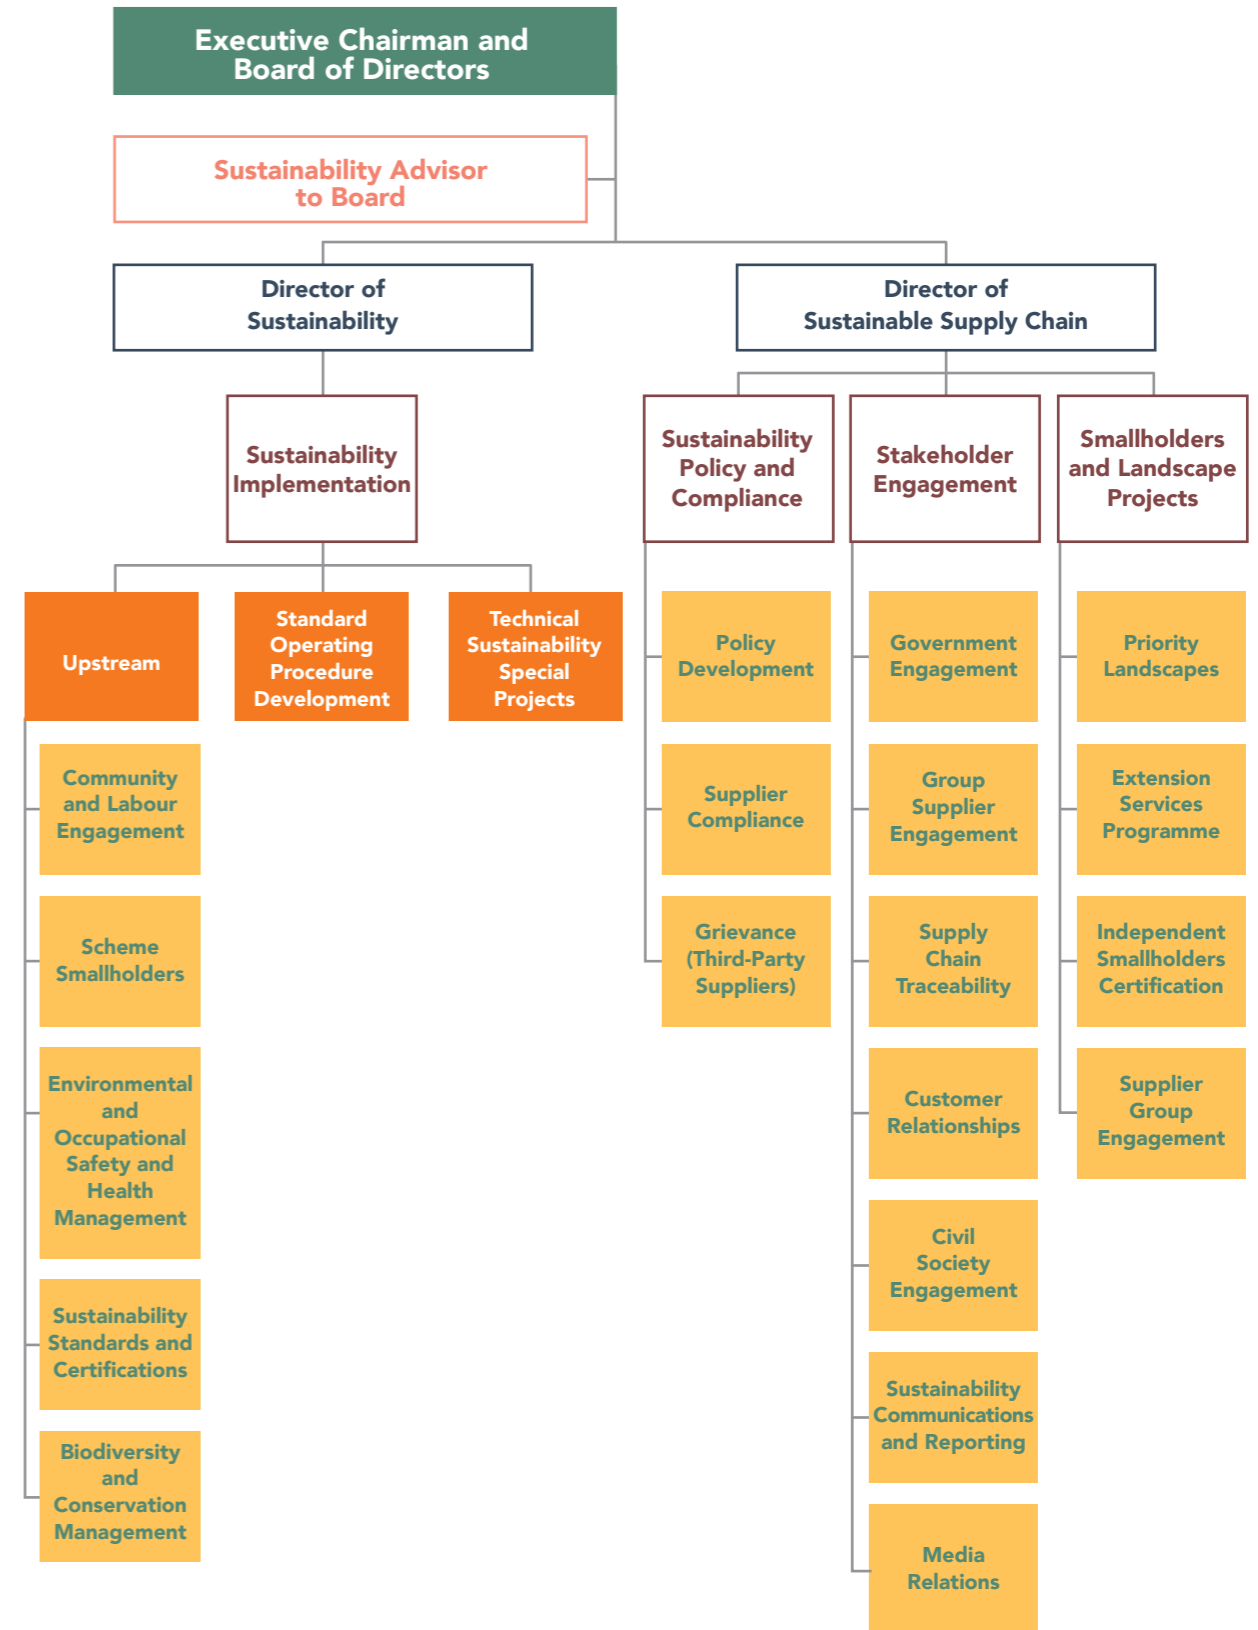 Executive Chairman and
Board of Directors
Sustainability Advisor
to Board
Director of
Sustainability
Director of
Sustainable Supply Chain
Sustainability
Implementation
Sustainability
Policy and
Compliance
Stakeholder
Engagement
Smallholders
and Landscape
Projects
Upstream
Standard
Operating
Procedure
Development
Technical
Sustainability
Special
Projects
Community
and Labour
Engagement
Scheme
Smallholders
Environmental
and
Occupational
Safety and
Health
Management
Sustainability
Standards and
Certifications
Biodiversity
and
Conservation
Management
Policy
Development
Supplier
Compliance
Grievance
(Third-Party
Suppliers)
Government
Engagement
Group
Supplier
Engagement
Supply
Chain
Traceability
Customer
Relationships
Civil
Society
Engagement
Sustainability
Communications
and Reporting
Media
Relations
Priority
Landscapes
Extension
Services
Programme
Independent
Smallholders
Certification
Supplier
Group
Engagement